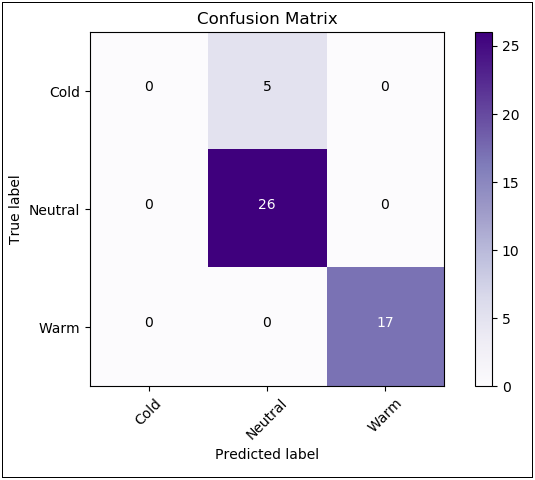 Confusion Matrix
True label
Cold
Neutral
Warm
0 5 0
0 26 0
0 0 17
Cold Neutral Warm
Predicted label
25
20
15
10
5
0